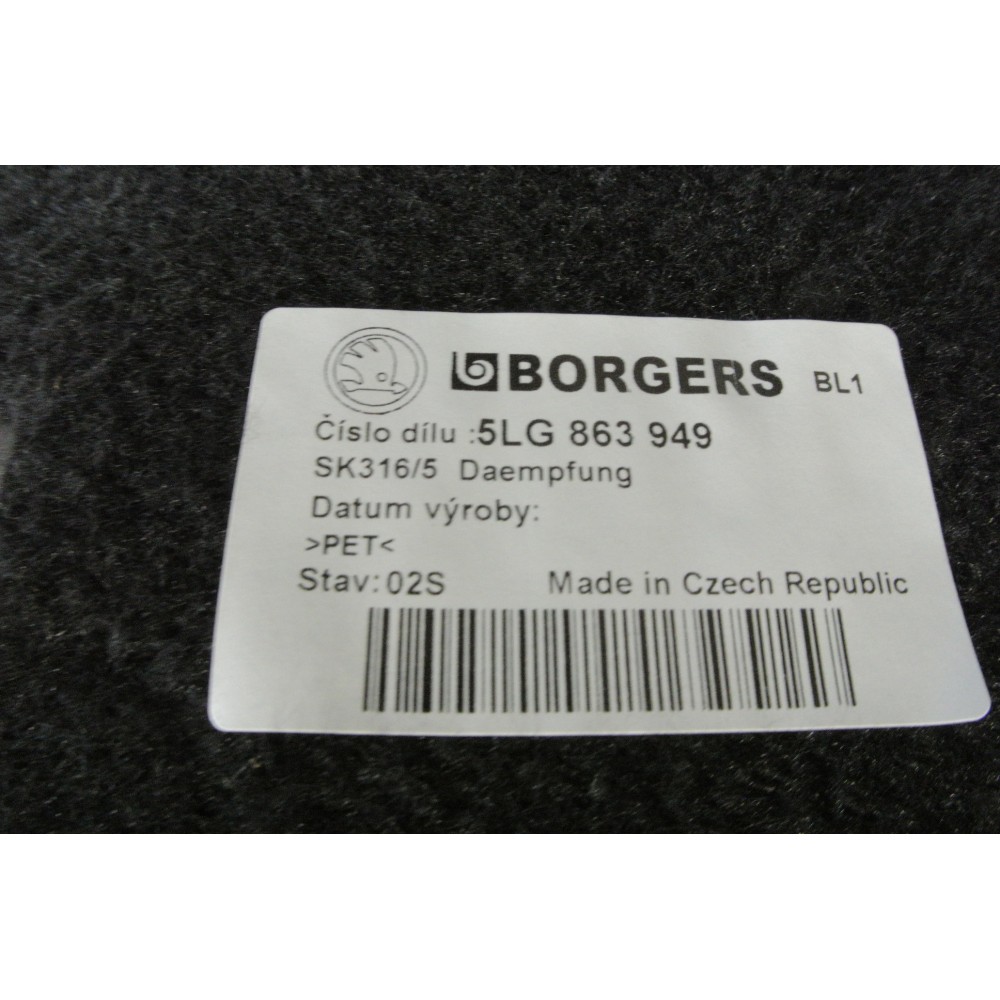 BORGERS BL1
Číslo dílu :5LG 863 949
SK316/5 Daempfung
Datum výroby:
>PET<
Stav:02S Made in Czech Republic